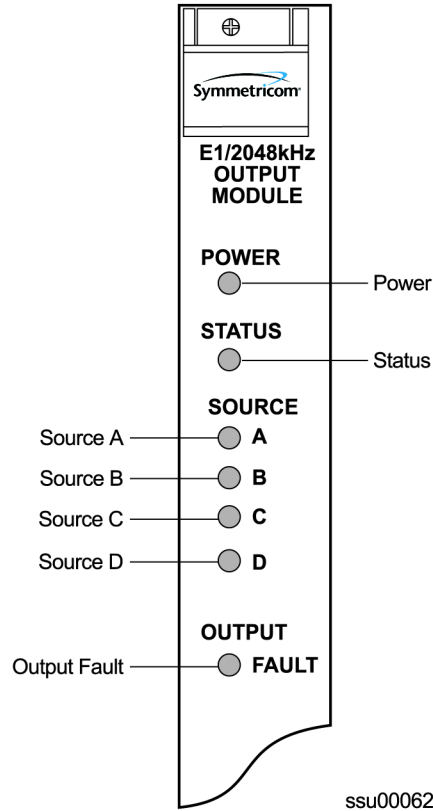 Symmetricom
E1/2048kHz
OUTPUT
MODULE
POWER
Power
STATUS
Status
SOURCE
Source A
A
Source B
B
Source C
C
Source D
D
OUTPUT
Output Fault
FAULT
ssu00062